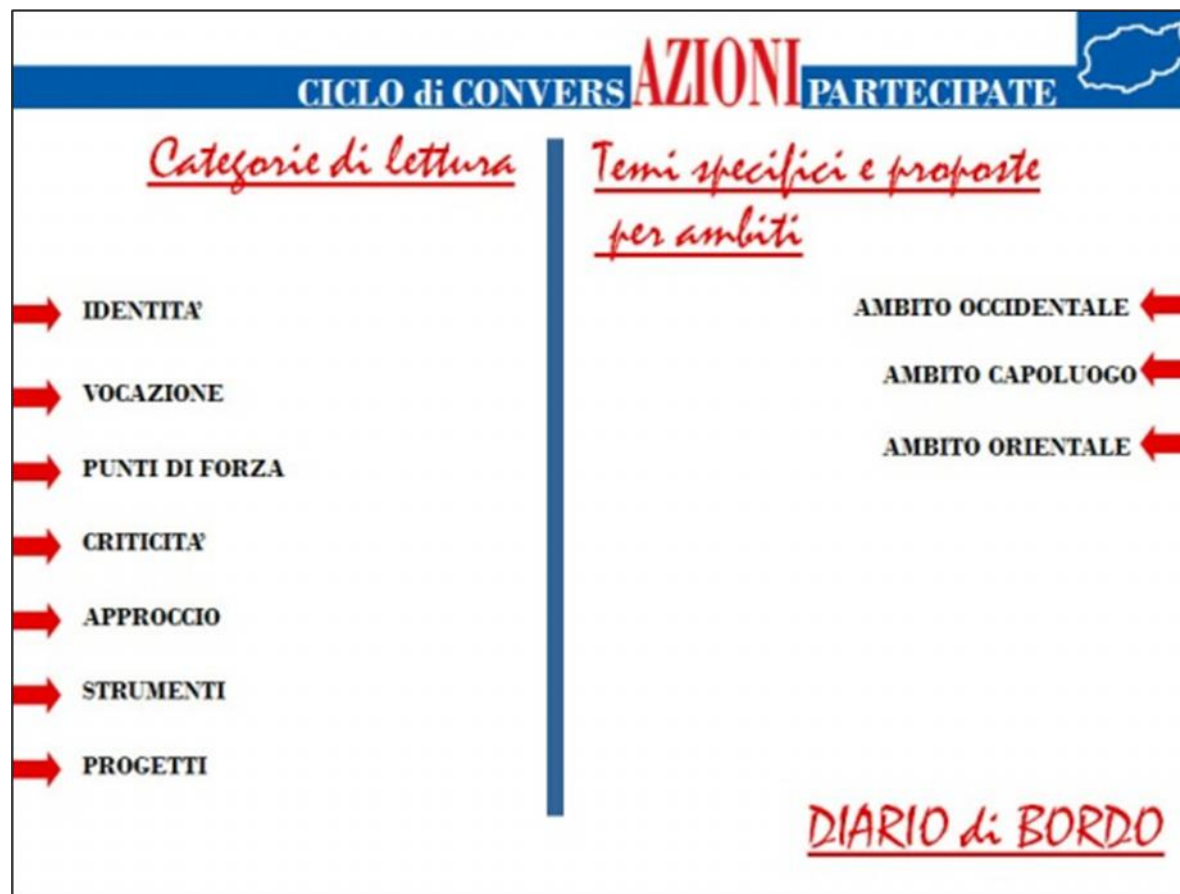 CICLO di CONVERSAZIONI PARTECIPATE
Categorie di lettura
IDENTITA'
VOCAZIONE
PUNTI DI FORZA
CRITICITA'
APPROCCIO
STRUMENTI
PROGETTI
Temi specifici e proposte
per ambiti
AMBITO OCCIDENTALE
AMBITO CAPOLUOGO
AMBITO ORIENTALE
DIARIO di BORDO